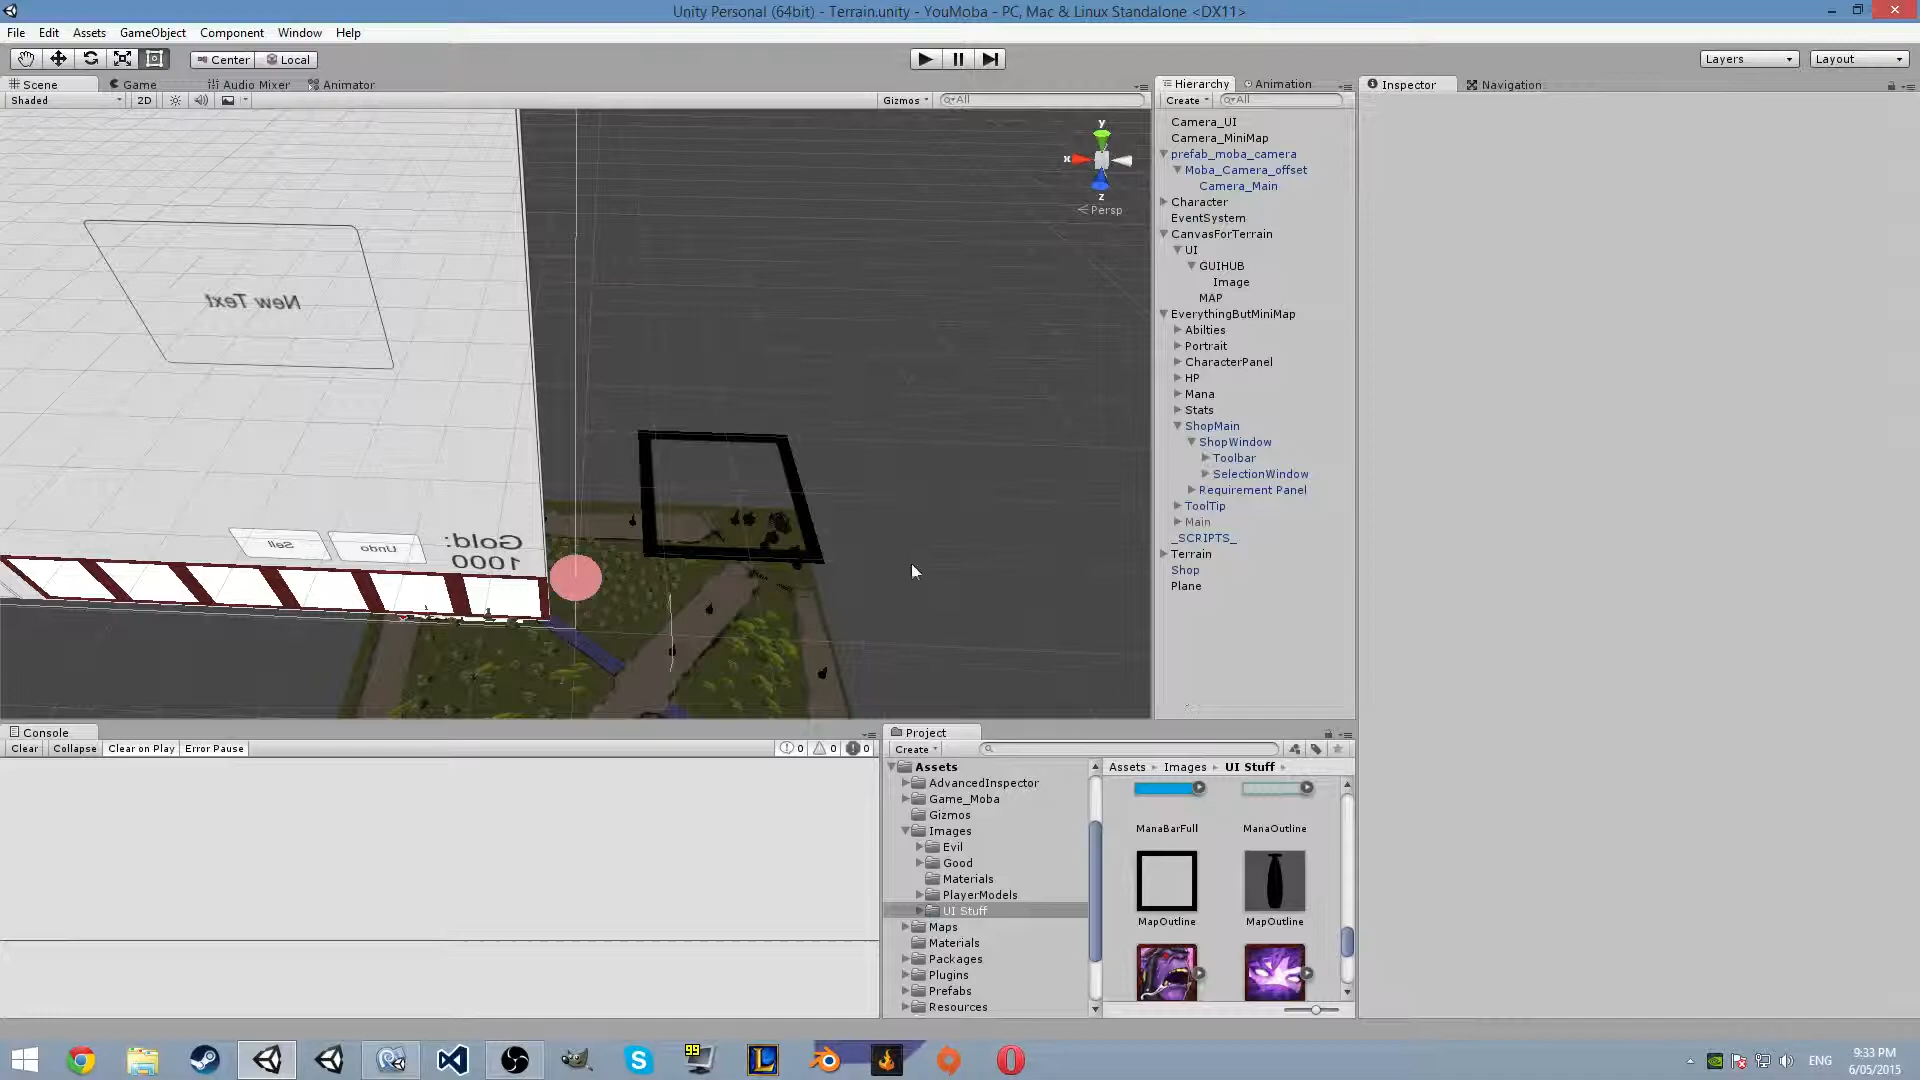 Unity Personal (64bit) - Terrain.unity - YouMoba - PC, Mac & Linux Standalone <DX11>
File Edit Assets GameObject Component Window Help
Center Local
Layers Layout
Scene Game Audio Mixer Animator
Shaded 2D Gizmos All
Hierarchy Animation
Create All
Inspector Navigation
y
x
z
Persp
New Text
Sell Undo Gold:
1000
Camera_UI
Camera_MiniMap
prefab_moba_camera
Moba_Camera_offset
Camera_Main
Character
EventSystem
CanvasForTerrain
UI
GUIHUB
Image
MAP
EverythingButMiniMap
Abilties
Portrait
CharacterPanel
HP
Mana
Stats
ShopMain
ShopWindow
Toolbar
SelectionWindow
Requirement Panel
ToolTip
Main
_SCRIPTS_
Terrain
Shop
Plane
Console
Clear Collapse Clear on Play Error Pause 0 0 0
Project
Create
Assets
AdvancedInspector
Game_Moba
Gizmos
Images
Evil
Good
Materials
PlayerModels
UI Stuff
Maps
Materials
Packages
Plugins
Prefabs
Resources
Assets Images UI Stuff
ManaBarFull ManaOutline
MapOutline MapOutline
99
ENG
9:33 PM
6/05/2015